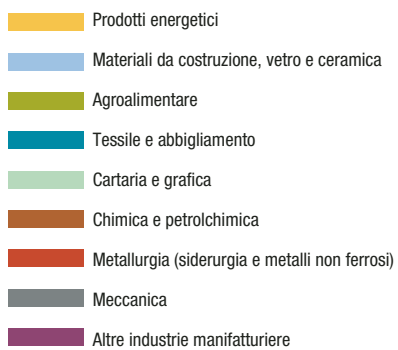 Prodotti energetici
Materiali da costruzione, vetro e ceramica
Agroalimentare
Tessile e abbigliamento
Cartaria e grafica
Chimica e petrolchimica
Metallurgia (siderurgia e metalli non ferrosi)
Meccanica
Altre industrie manifatturiere